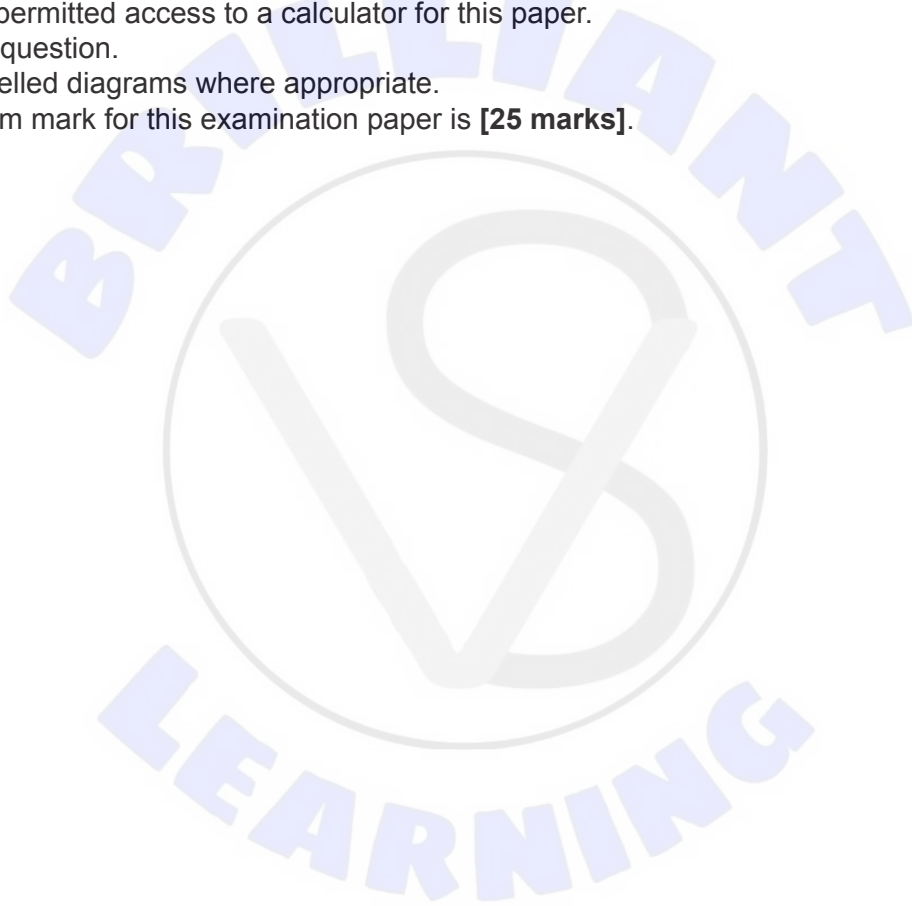 permitted access to a calculator for this paper.
question.
elled diagrams where appropriate.
m mark for this examination paper is [25 marks].
BRILLIANT
VS
LEARNING